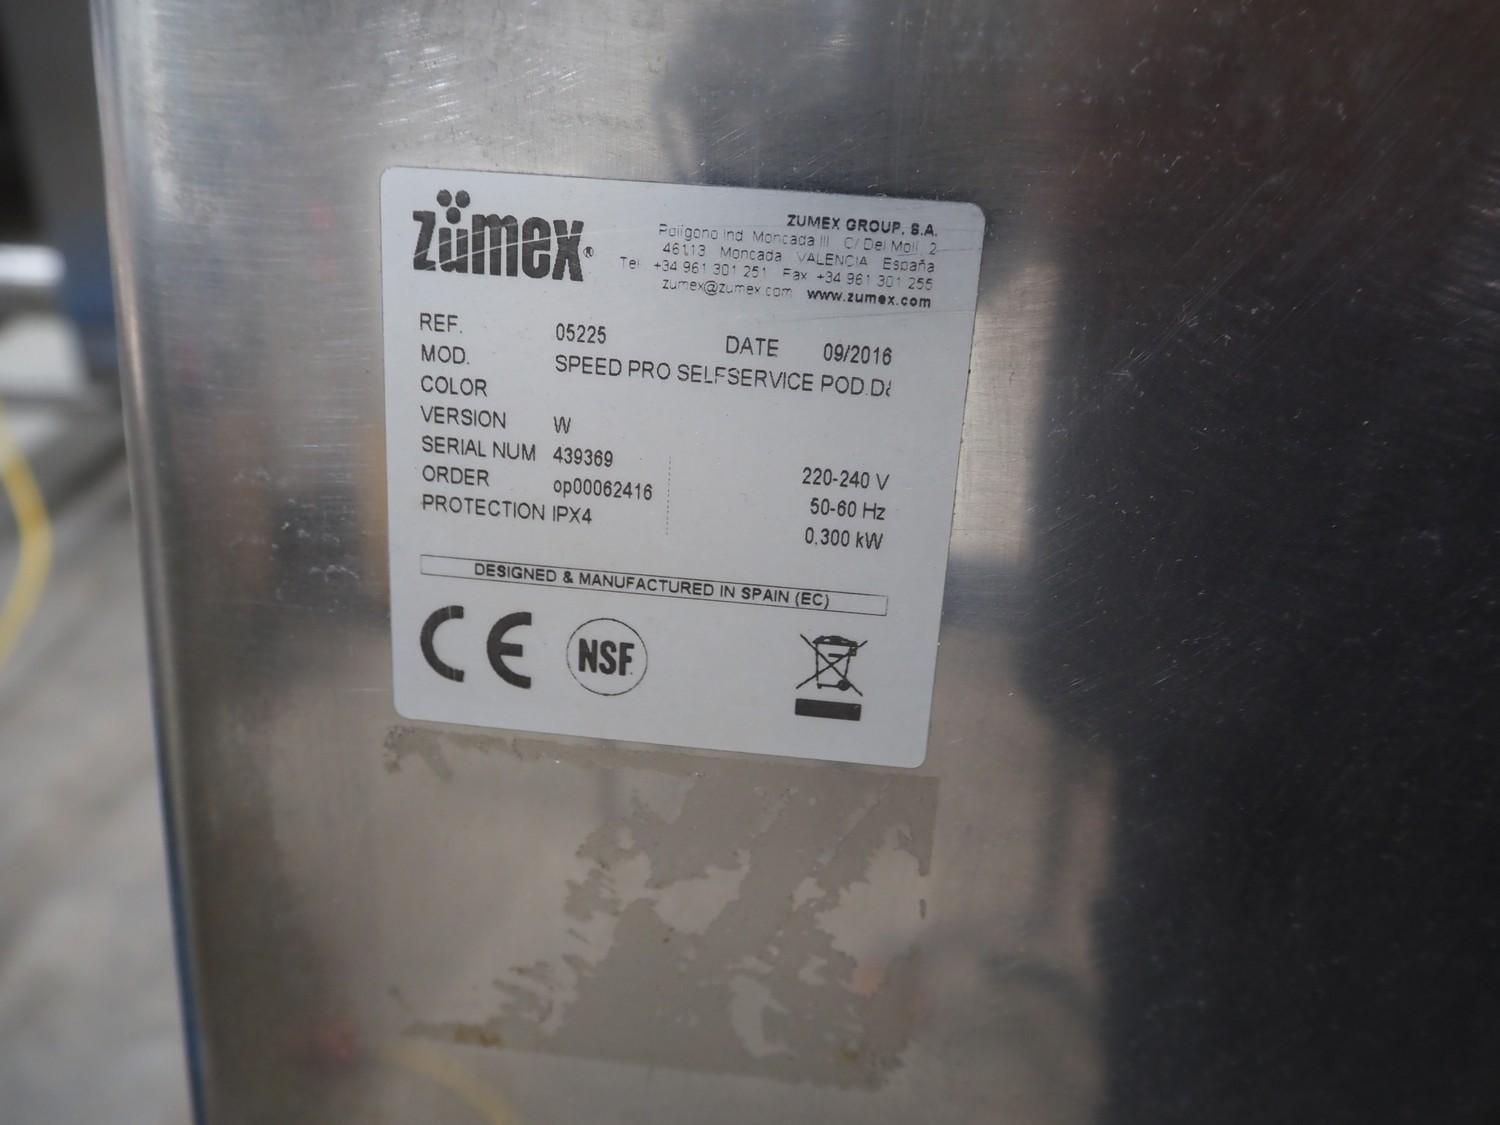 zümex®
ZUMEX GROUP, S.A.
Polígono Ind. Moncada III C/ Del Molí, 2
46113 Moncada VALENCIA España
Tel +34 961 301 251 Fax +34 961 301 255
zumex@zumex.com www.zumex.com
REF. 05225 DATE 09/2016
MOD. SPEED PRO SELFSERVICE POD.
COLOR
VERSION W
SERIAL NUM 439369 220-240 V
ORDER op00062416 50-60 Hz
PROTECTION IPX4 0,300 kW
DESIGNED & MANUFACTURED IN SPAIN (EC)
CE NSF